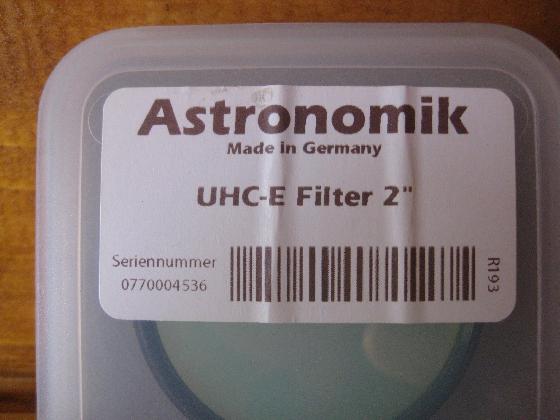 Astronomik
Made in Germany
UHC-E Filter 2"
Seriennummer
0770004536
R193